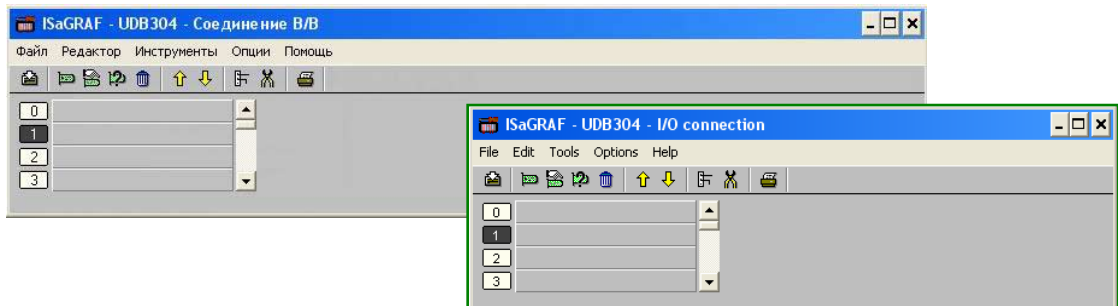 ISaGRAF - UDB304 - Соединение В/В
Файл Редактор Инструменты Опции Помощь
0
1
2
3
ISaGRAF - UDB304 - I/O connection
File Edit Tools Options Help
0
1
2
3